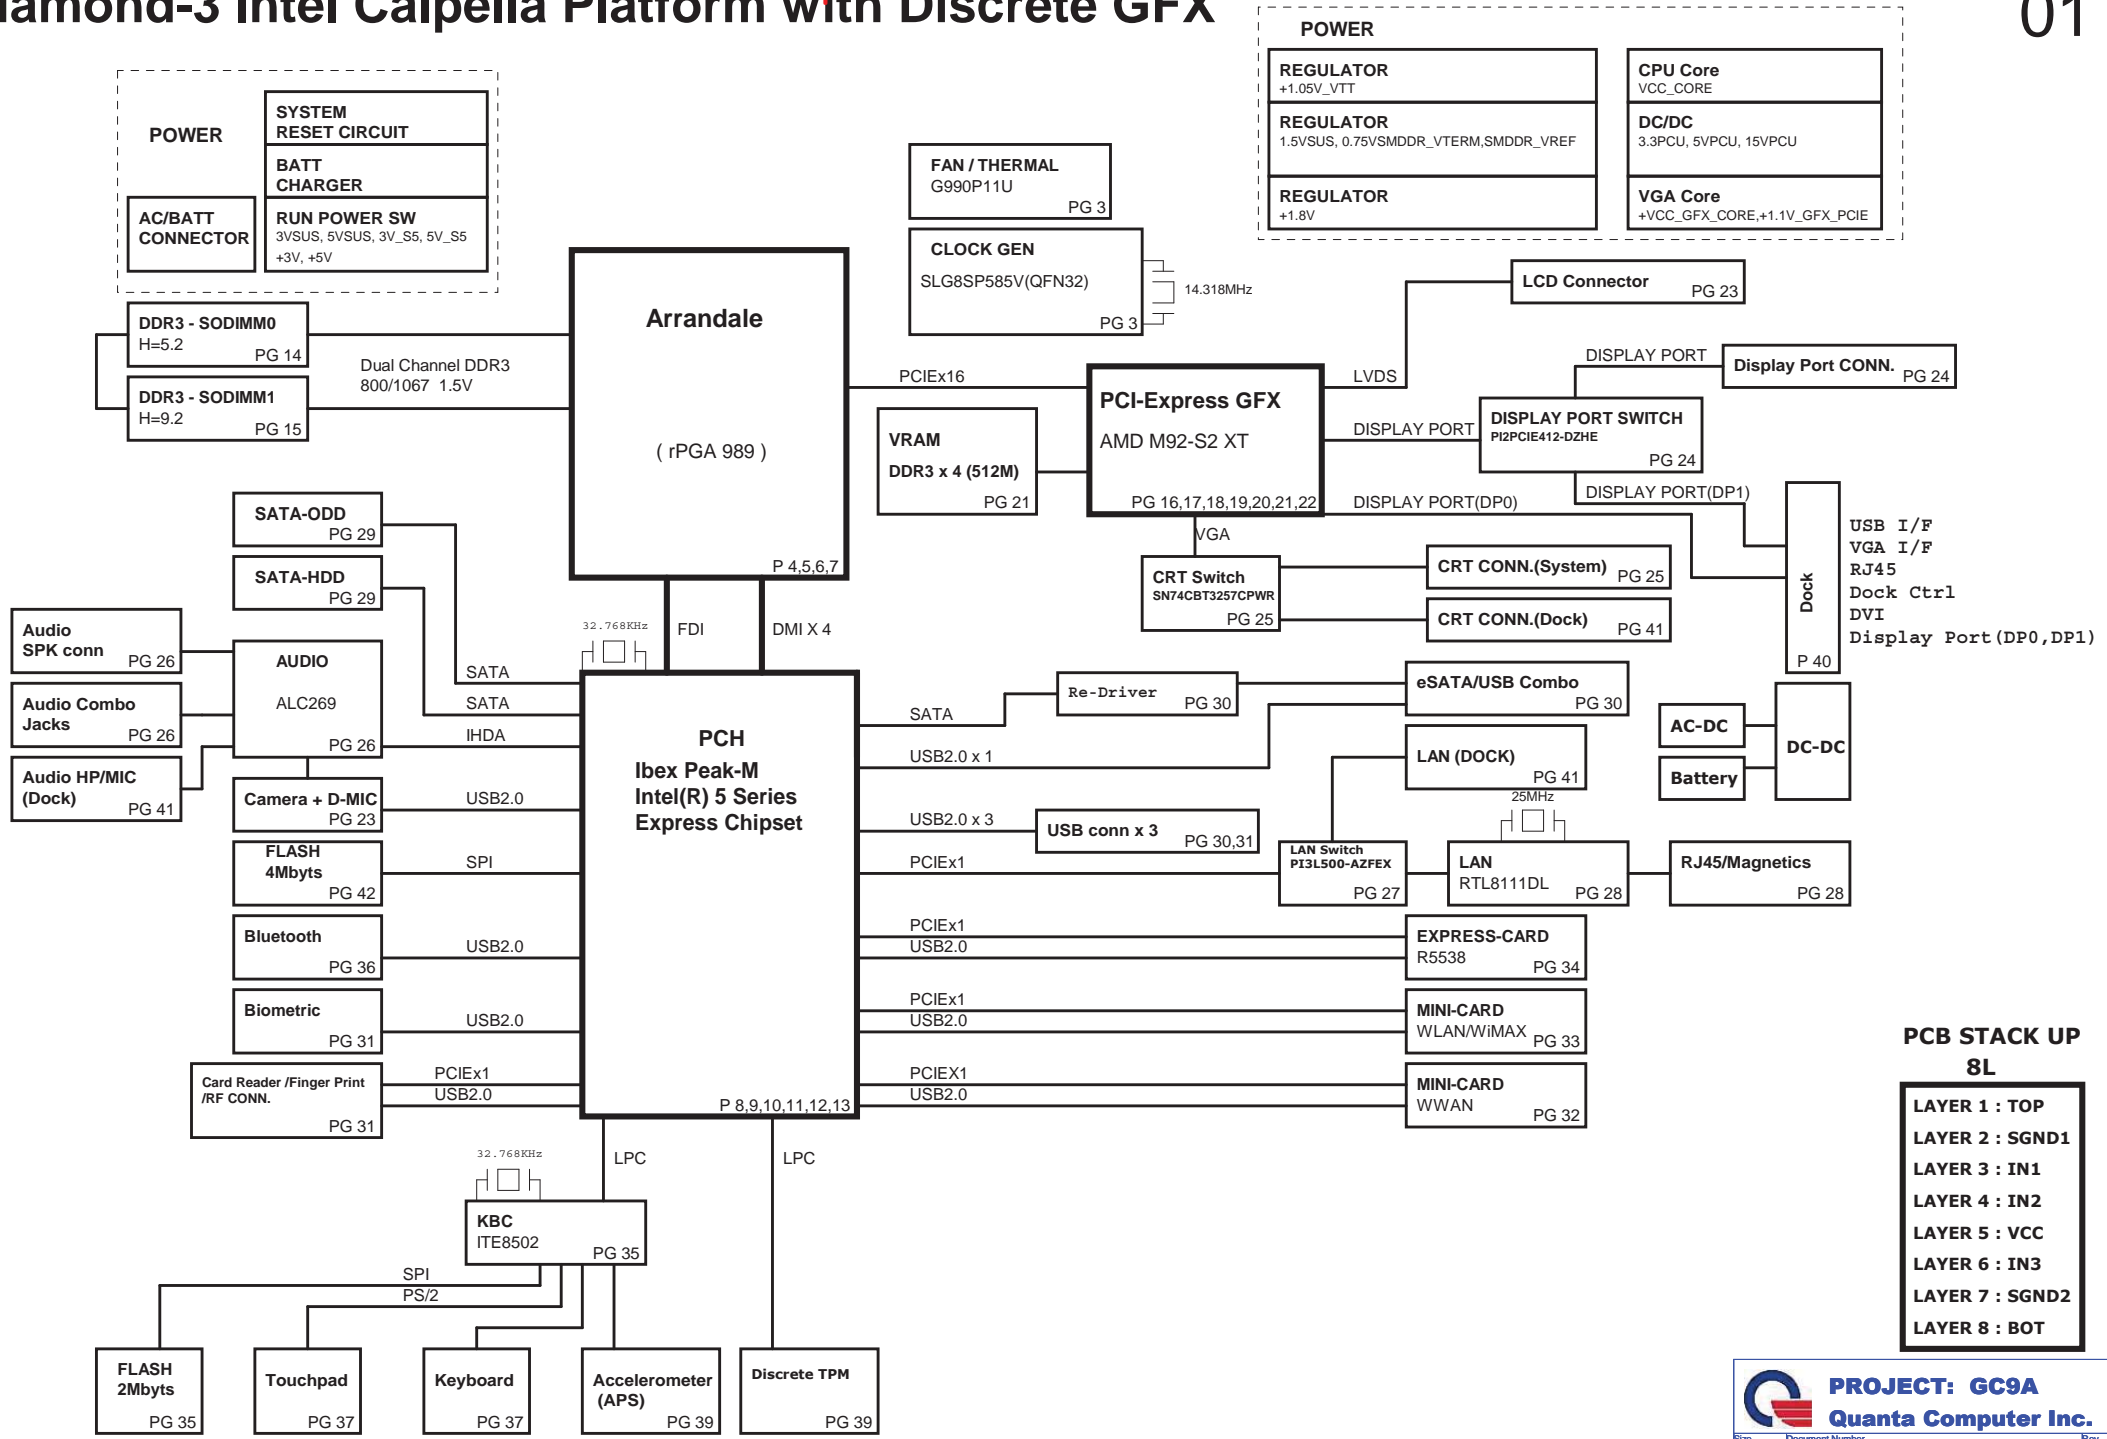 iamond-3 Intel Calpella Platform with Discrete GFX
01
POWER
SYSTEM
RESET CIRCUIT
BATT
CHARGER
AC/BATT
CONNECTOR
RUN POWER SW
3VSUS, 5VSUS, 3V_S5, 5V_S5
+3V, +5V
POWER
REGULATOR
+1.05V_VTT
REGULATOR
1.5VSUS, 0.75VSMDDR_VTERM,SMDDR_VREF
REGULATOR
+1.8V
CPU Core
VCC_CORE
DC/DC
3.3PCU, 5VPCU, 15VPCU
VGA Core
+VCC_GFX_CORE,+1.1V_GFX_PCIE
FAN / THERMAL
G990P11U
PG 3
CLOCK GEN
SLG8SP585V(QFN32)
PG 3
14.318MHz
DDR3 - SODIMM0
H=5.2
PG 14
DDR3 - SODIMM1
H=9.2
PG 15
Dual Channel DDR3
800/1067 1.5V
Arrandale
( rPGA 989 )
P 4,5,6,7
PCIEx16
PCI-Express GFX
AMD M92-S2 XT
PG 16,17,18,19,20,21,22
VRAM
DDR3 x 4 (512M)
PG 21
LVDS
LCD Connector
PG 23
DISPLAY PORT
Display Port CONN.
PG 24
DISPLAY PORT
DISPLAY PORT SWITCH
PI2PCIE412-DZHE
PG 24
DISPLAY PORT(DP0)
DISPLAY PORT(DP1)
Dock
P 40
USB I/F
VGA I/F
RJ45
Dock Ctrl
DVI
Display Port(DP0,DP1)
VGA
CRT Switch
SN74CBT3257CPWR
PG 25
CRT CONN.(System)
PG 25
CRT CONN.(Dock)
PG 41
AC-DC
Battery
DC-DC
SATA-ODD
PG 29
SATA-HDD
PG 29
Audio
SPK conn
PG 26
Audio Combo
Jacks
PG 26
Audio HP/MIC
(Dock)
PG 41
AUDIO
ALC269
PG 26
Camera + D-MIC
PG 23
FLASH
4Mbyts
PG 42
Bluetooth
PG 36
Biometric
PG 31
Card Reader /Finger Print
/RF CONN.
PG 31
SATA
SATA
IHDA
USB2.0
SPI
USB2.0
USB2.0
PCIEx1
USB2.0
32.768KHz
FDI
DMI X 4
PCH
Ibex Peak-M
Intel(R) 5 Series
Express Chipset
P 8,9,10,11,12,13
SATA
Re-Driver
PG 30
eSATA/USB Combo
PG 30
USB2.0 x 1
LAN (DOCK)
PG 41
25MHz
USB2.0 x 3
USB conn x 3
PG 30,31
PCIEx1
LAN Switch
PI3L500-AZFEX
PG 27
LAN
RTL8111DL
PG 28
RJ45/Magnetics
PG 28
PCIEx1
USB2.0
EXPRESS-CARD
R5538
PG 34
PCIEx1
USB2.0
MINI-CARD
WLAN/WiMAX
PG 33
PCIEX1
USB2.0
MINI-CARD
WWAN
PG 32
32.768KHz
LPC
LPC
KBC
ITE8502
PG 35
SPI
PS/2
FLASH
2Mbyts
PG 35
Touchpad
PG 37
Keyboard
PG 37
Accelerometer
(APS)
PG 39
Discrete TPM
PG 39
PCB STACK UP
8L
LAYER 1 : TOP
LAYER 2 : SGND1
LAYER 3 : IN1
LAYER 4 : IN2
LAYER 5 : VCC
LAYER 6 : IN3
LAYER 7 : SGND2
LAYER 8 : BOT
PROJECT: GC9A
Quanta Computer Inc.
Size
Document Number
Rev